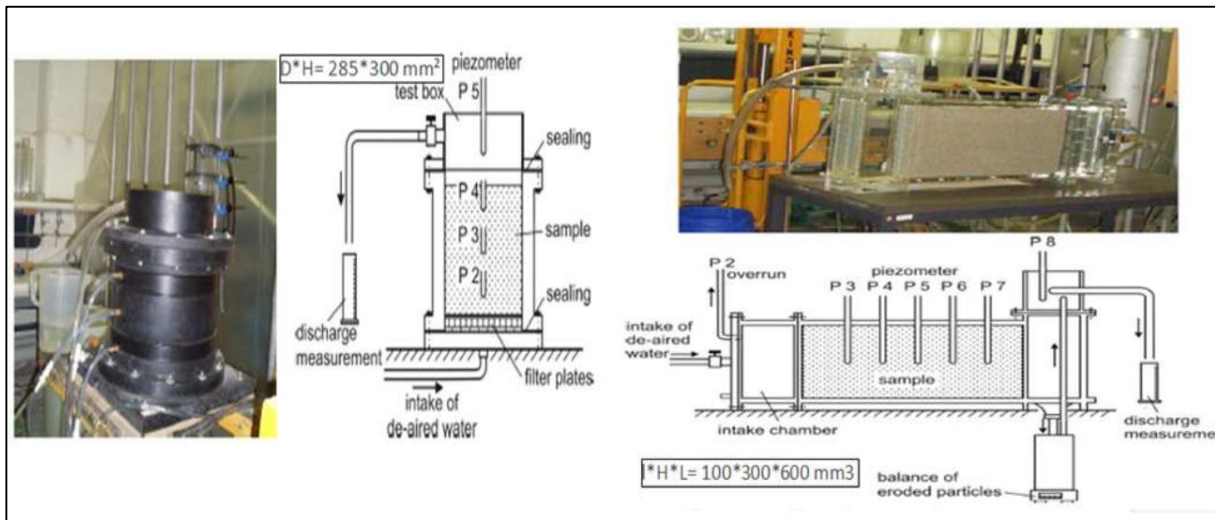 D*H= 285*300 mm²
piezometer
test box
P 5
sealing
P 4
P 3
sample
P 2
sealing
discharge
measurement
filter plates
intake of
de-aired water
P 8
P 2
overrun
piezometer
P 3 P 4 P 5 P 6 P 7
intake of
de-aired
water
sample
intake chamber
discharge
measureme
l*H*L= 100*300*600 mm3
balance of
eroded particles